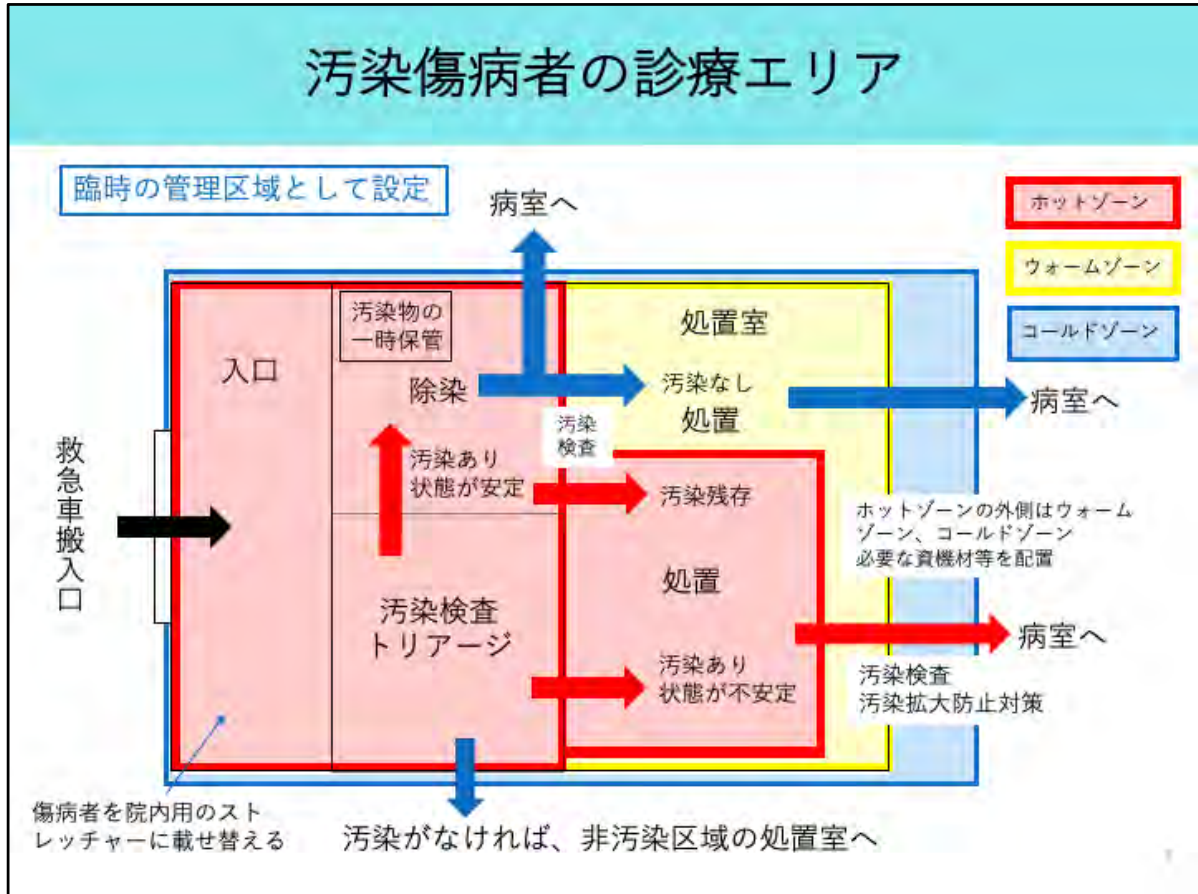 汚染傷病者の診療エリア
臨時の管理区域として設定
病室へ
ホットゾーン
ウォームゾーン
コールドゾーン
汚染物の
一時保管
処置室
入口
除染
汚染なし
処置
病室へ
汚染
検査
救急車搬入口
汚染あり
状態が安定
汚染残存
ホットゾーンの外側はウォーム
ゾーン、コールドゾーン
必要な資機材等を配置
処置
汚染検査
トリアージ
病室へ
汚染あり
状態が不安定
汚染検査
汚染拡大防止対策
傷病者を院内用のスト
レッチャーに載せ替える
汚染がなければ、非汚染区域の処置室へ